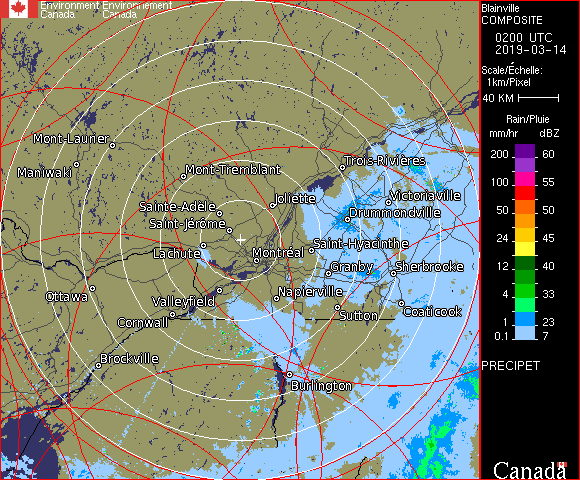 Environment Environnement
Canada Canada
Blainville
COMPOSITE
0200 UTC
2019-03-14
Scale/Échelle:
1km/Pixel
40 KM
Rain/Pluie
mm/hr dBZ
200 60
100 55
50 50
24 45
12 40
4 33
1 23
0.1 7
PRECIPET
Canada
Mont-Laurier
Maniwaki
Mont-Tremblant
Trois-Rivières
Sainte-Adèle
Joliette
Victoriaville
Saint-Jérôme
Drummondville
Lachute
Montréal
Saint-Hyacinthe
Granby
Sherbrooke
Ottawa
Valleyfield
Napierville
Cornwall
Sutton
Coaticook
Brockville
Burlington